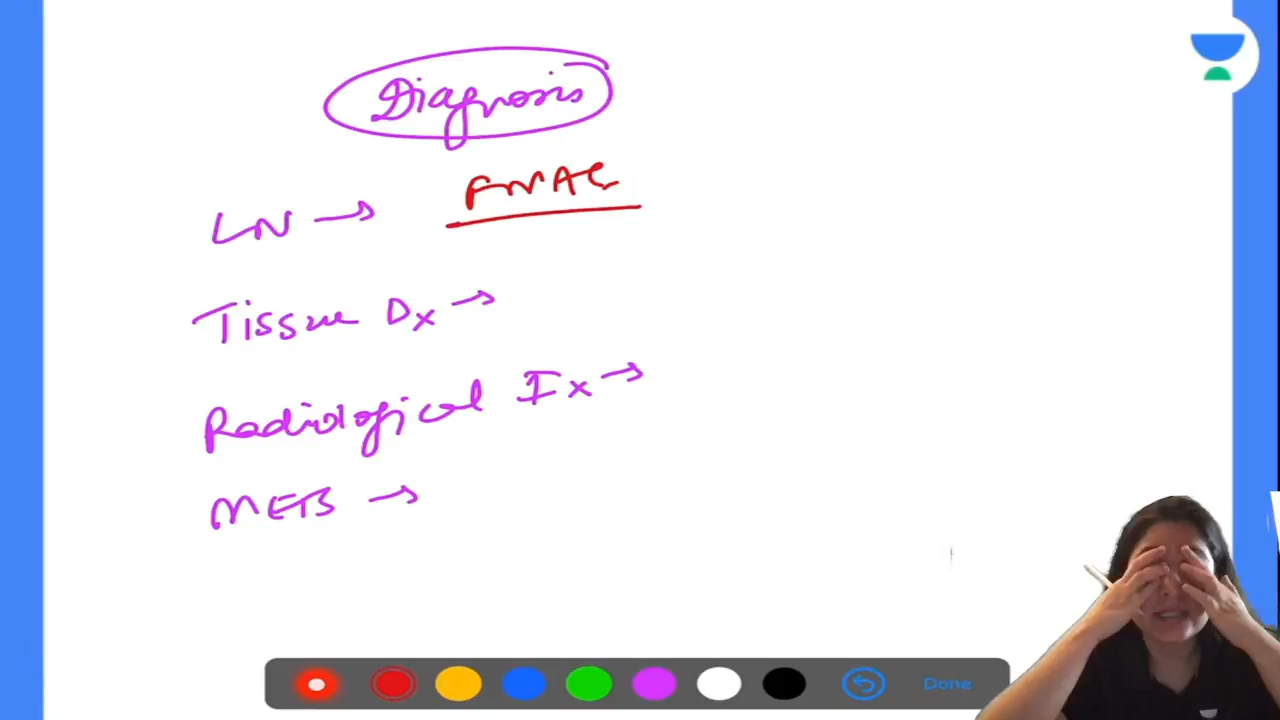 Diagnosis
LN → FNAC
Tissue Dx →
Radiological Ix →
METS →
Done